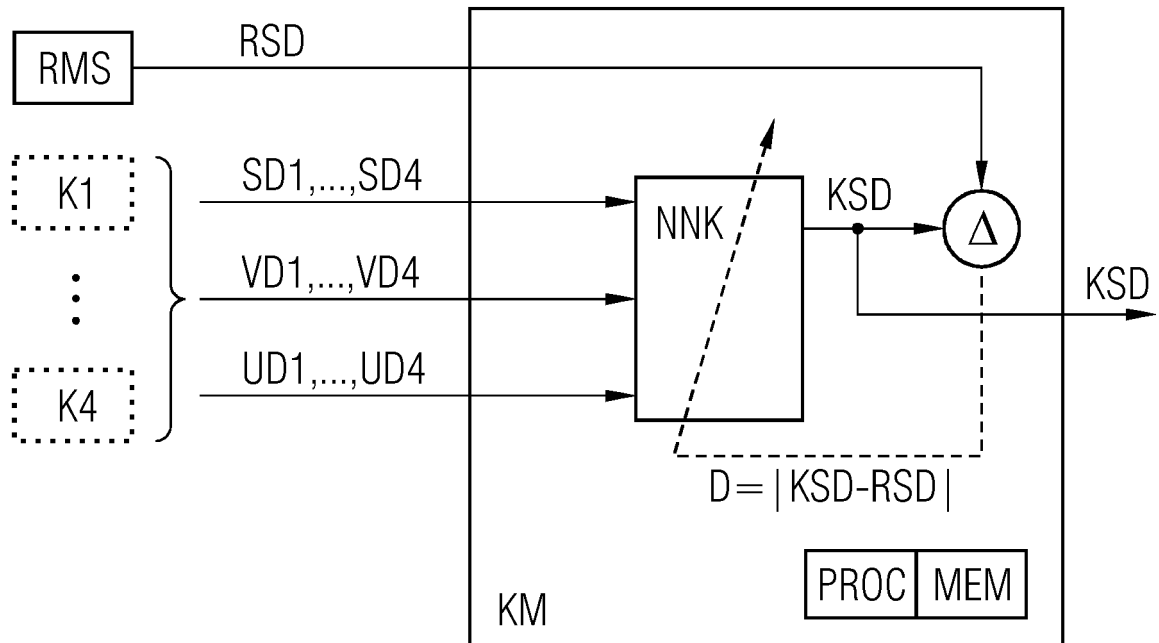 RMS
RSD
K1
SD1,...,SD4
NNK
KSD
Δ
VD1,...,VD4
KSD
K4
UD1,...,UD4
D=|KSD-RSD|
PROC MEM
KM